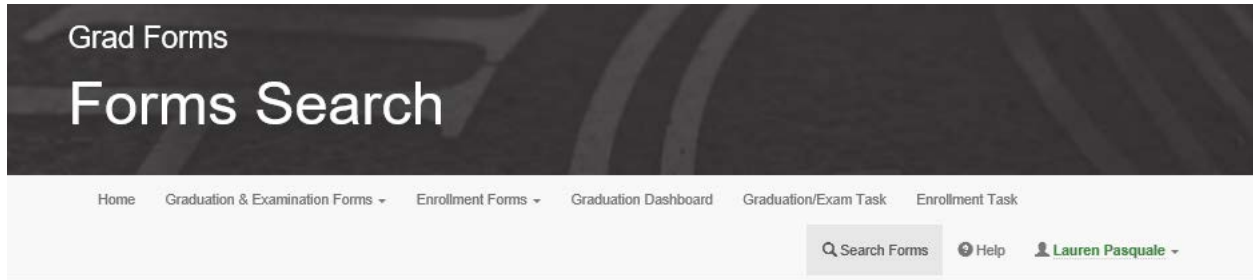 Grad Forms
Forms Search
Home Graduation & Examination Forms Enrollment Forms Graduation Dashboard Graduation/Exam Task Enrollment Task
Search Forms Help Lauren Pasquale